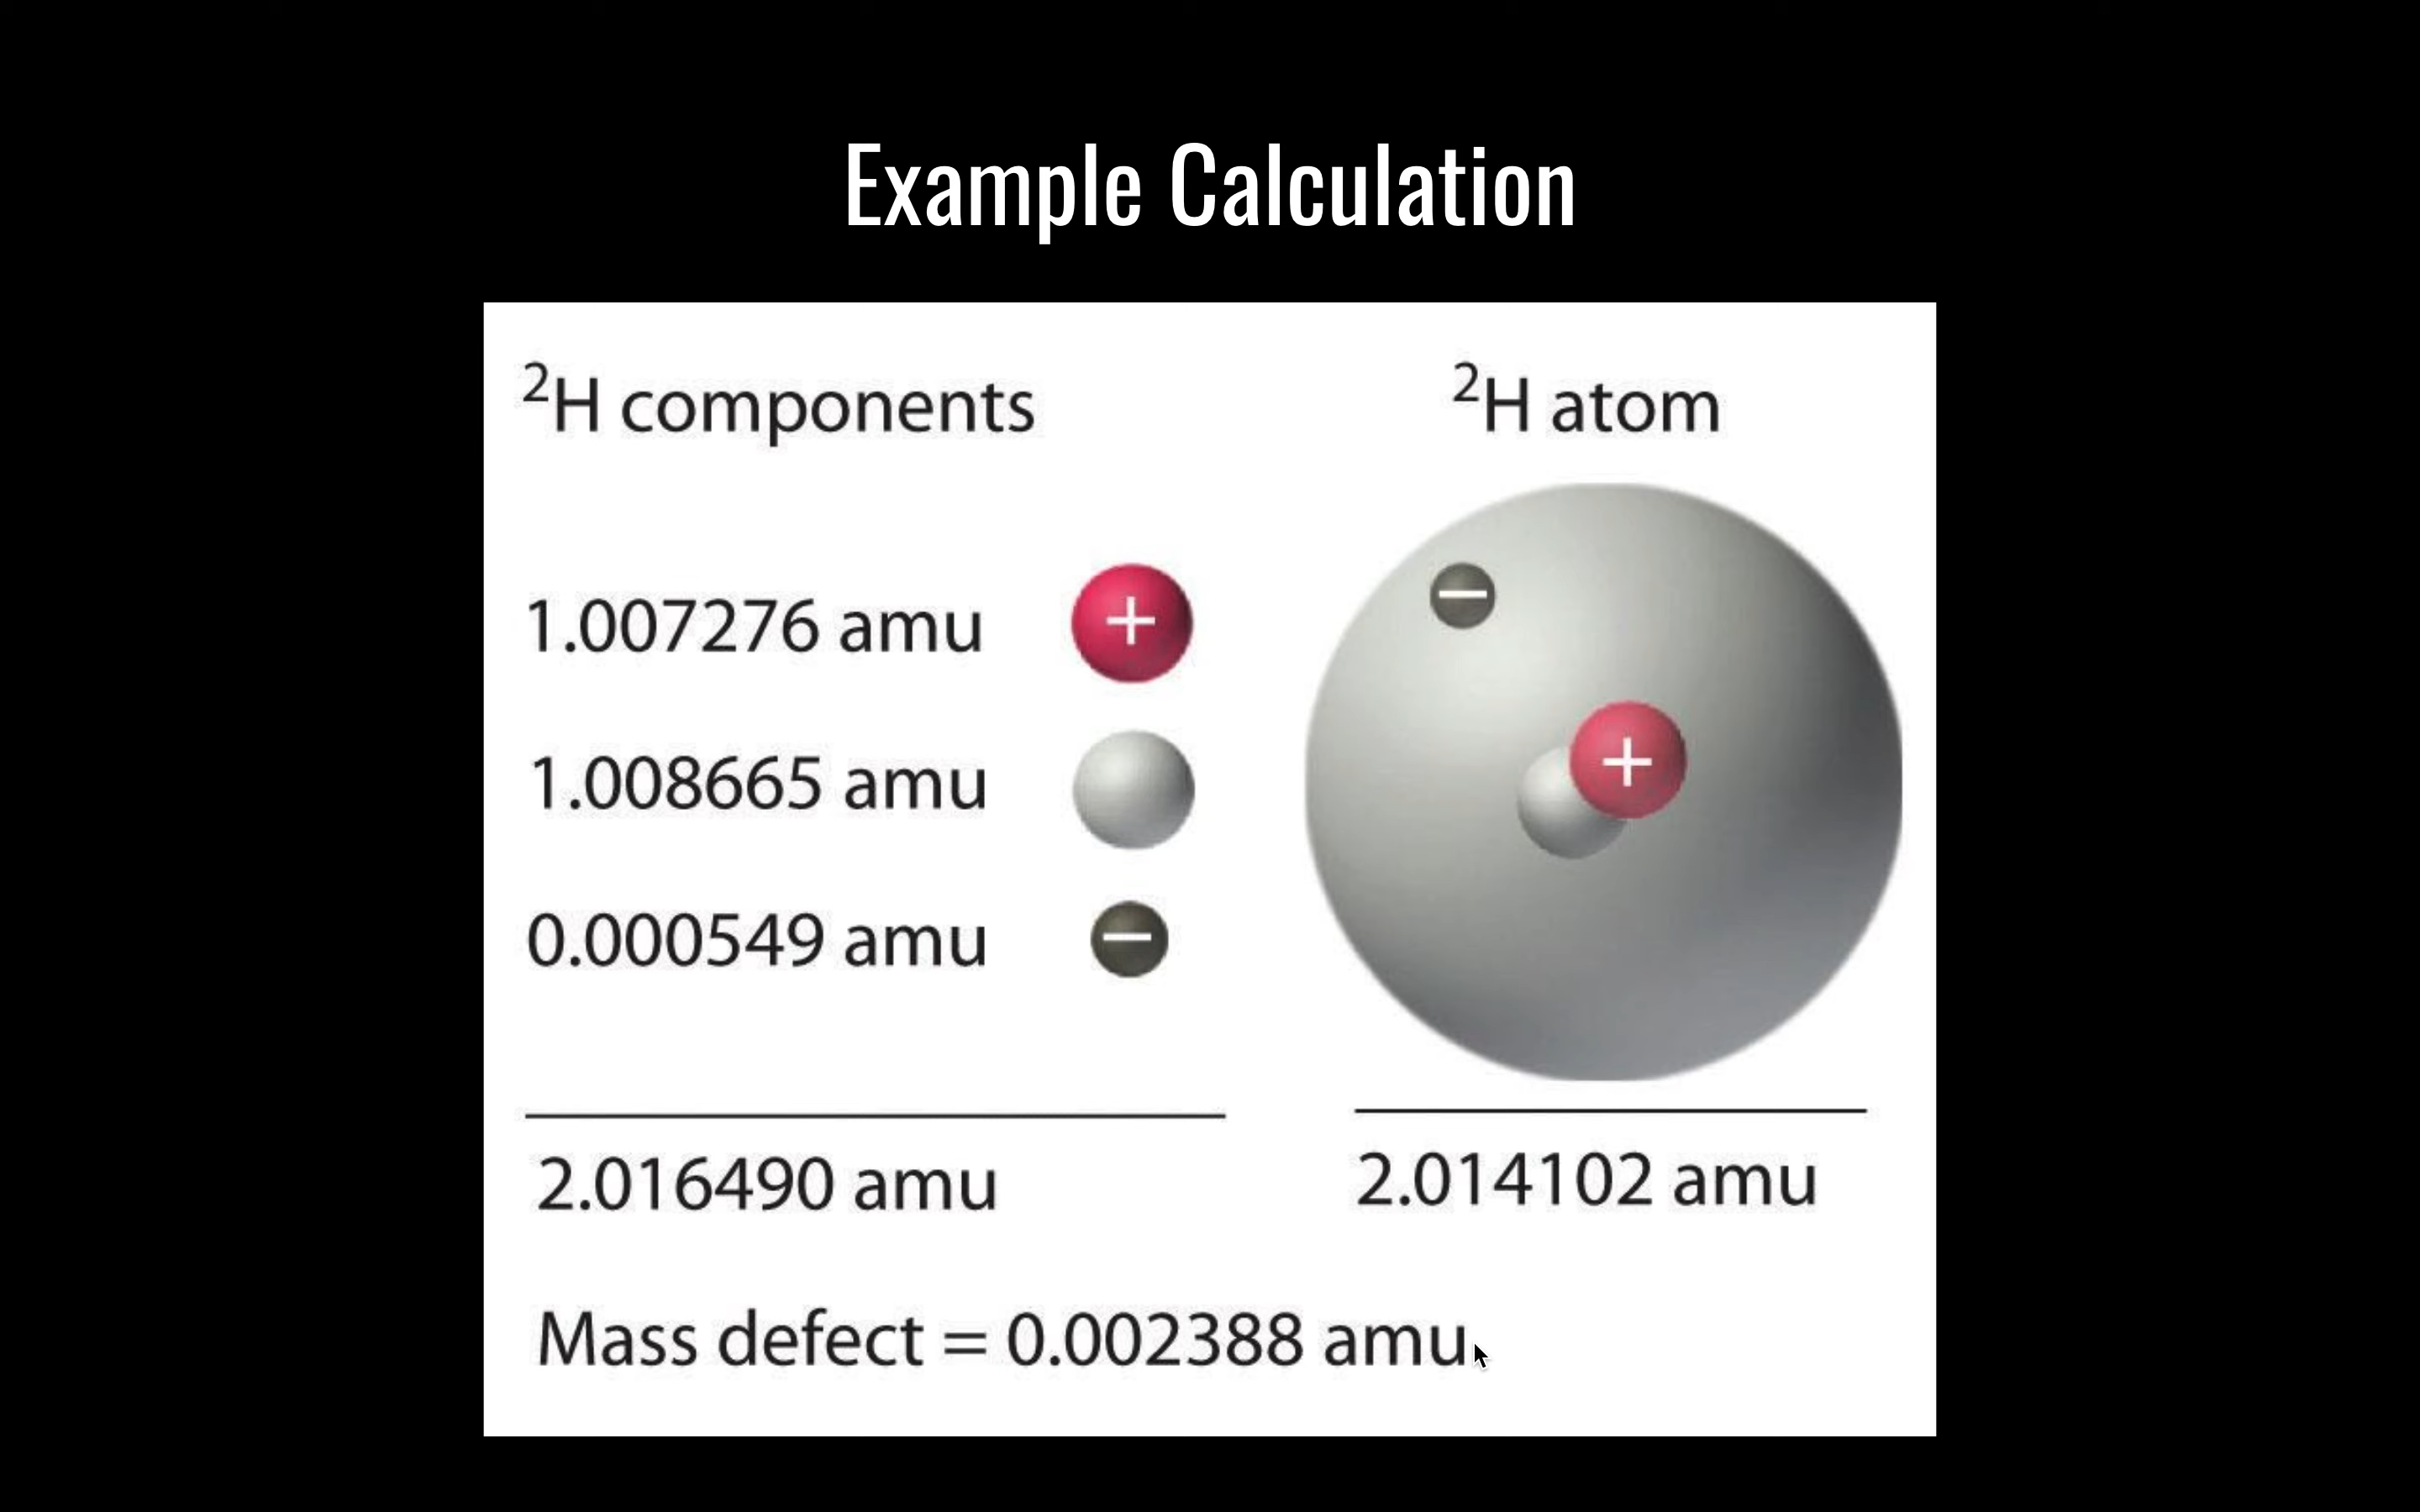 Example Calculation
²H components
²H atom
1.007276 amu
+
1.008665 amu
0.000549 amu
−
−
+
2.016490 amu
2.014102 amu
Mass defect = 0.002388 amu